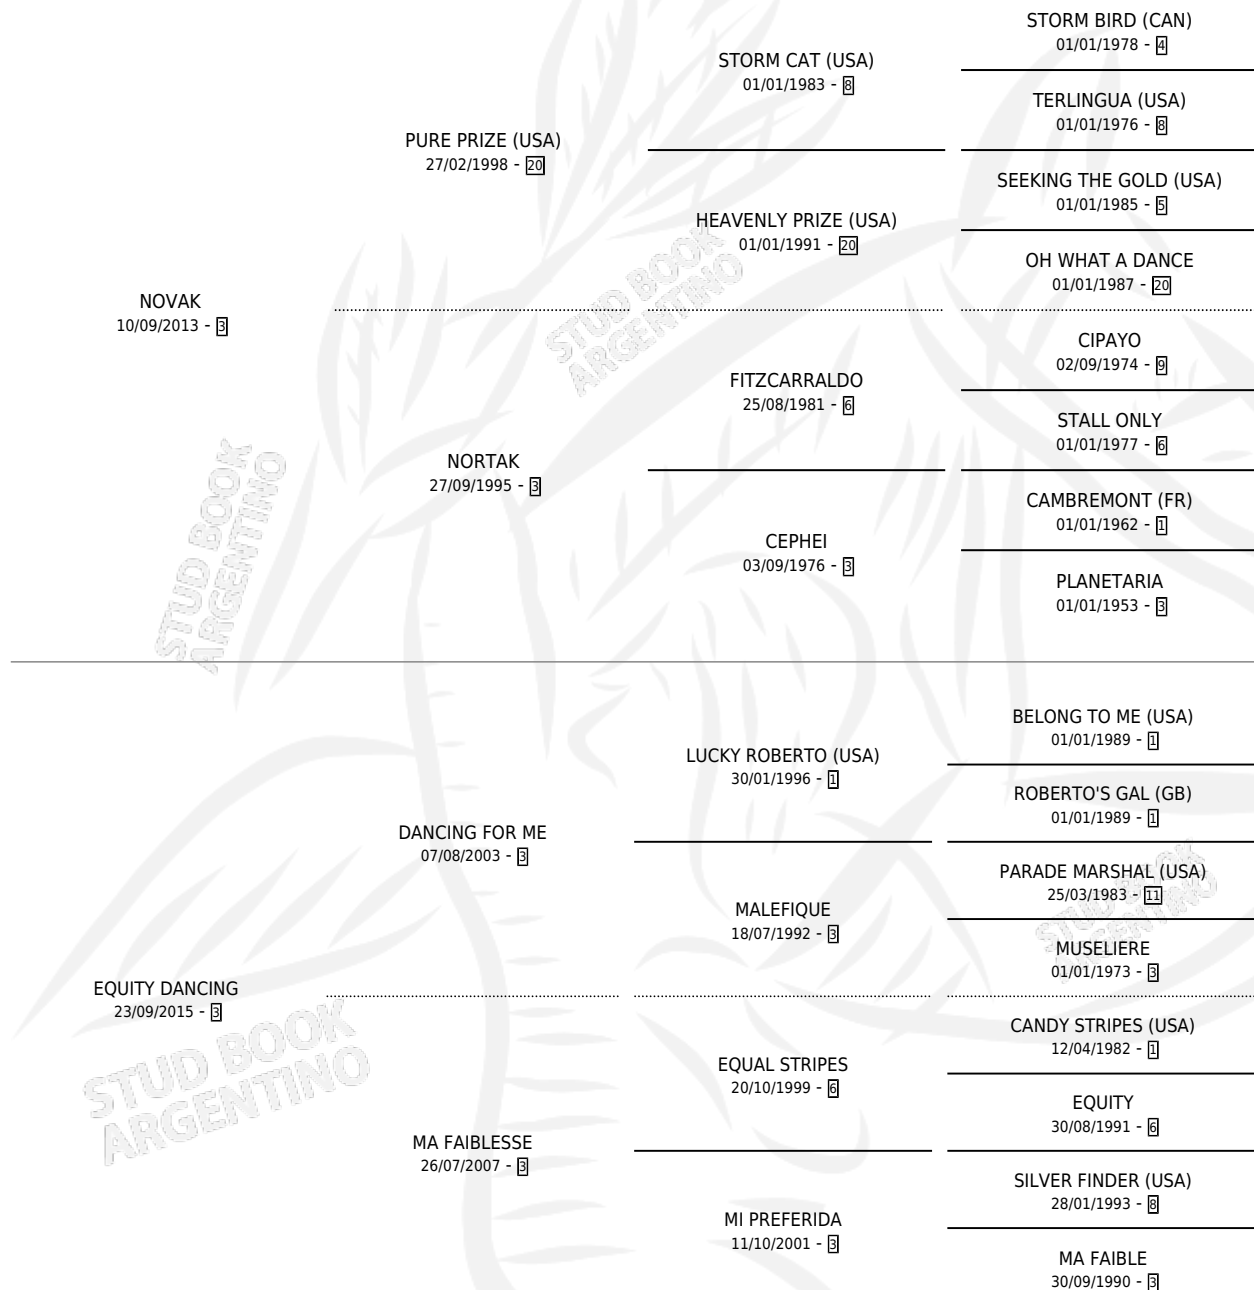 STORM BIRD (CAN)
01/01/1978 - 4
STORM CAT (USA)
01/01/1983 - 8
TERLINGUA (USA)
01/01/1976 - 8
PURE PRIZE (USA)
27/02/1998 - 20
SEEKING THE GOLD (USA)
01/01/1985 - 5
HEAVENLY PRIZE (USA)
01/01/1991 - 20
OH WHAT A DANCE
01/01/1987 - 20
NOVAK
10/09/2013 - 3
CIPAYO
02/09/1974 - 9
FITZCARRALDO
25/08/1981 - 6
STALL ONLY
01/01/1977 - 6
NORTAK
27/09/1995 - 3
CAMBREMONT (FR)
01/01/1962 - 1
CEPHEI
03/09/1976 - 3
PLANETARIA
01/01/1953 - 3
BELONG TO ME (USA)
01/01/1989 - 1
LUCKY ROBERTO (USA)
30/01/1996 - 1
ROBERTO'S GAL (GB)
01/01/1989 - 1
DANCING FOR ME
07/08/2003 - 3
PARADE MARSHAL (USA)
25/03/1983 - 11
MALEFIQUE
18/07/1992 - 3
MUSELIERE
01/01/1973 - 3
EQUITY DANCING
23/09/2015 - 3
CANDY STRIPES (USA)
12/04/1982 - 1
EQUAL STRIPES
20/10/1999 - 6
EQUITY
30/08/1991 - 6
MA FAIBLESSE
26/07/2007 - 3
SILVER FINDER (USA)
28/01/1993 - 8
MI PREFERIDA
11/10/2001 - 3
MA FAIBLE
30/09/1990 - 3
STUD BOOK
ARGENTINO
STUD BOOK
ARGENTINO
STUD BOOK
ARGENTINO
STUD BOOK
ARGENTINO